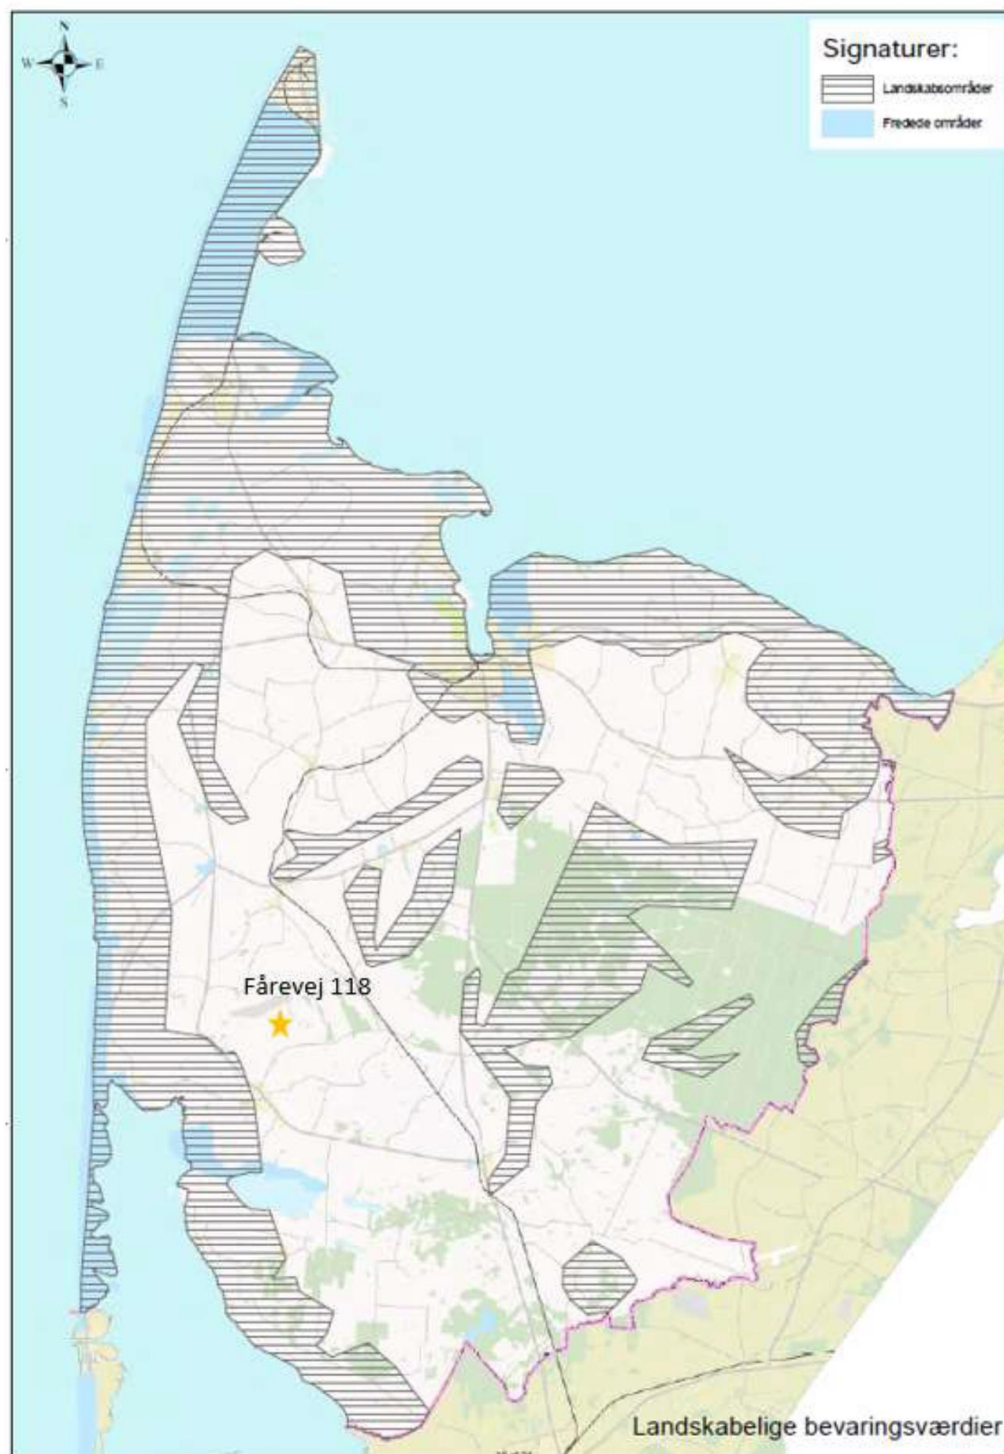 N
W E
S
Signaturer:
Landskabsområder
Fredede områder
Fårevej 118
Landskabelige bevaringsværdier